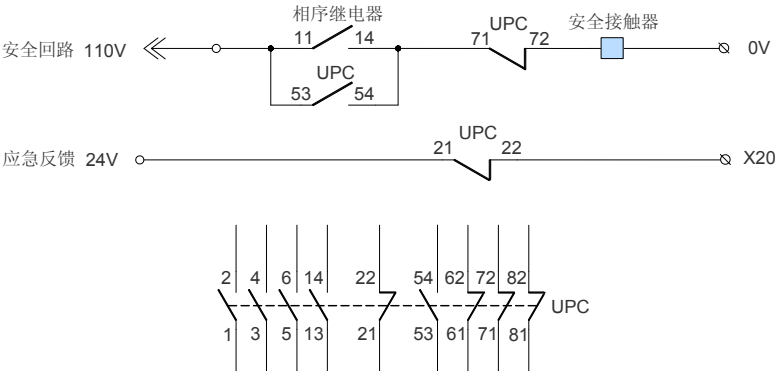 相序继电器
11 14
UPC
71 72
安全接触器
安全回路 110V
0V
UPC
53 54
UPC
21 22
应急反馈 24V
X20
2 4 6 14 22 54 62 72 82
UPC
1 3 5 13 21 53 61 71 81